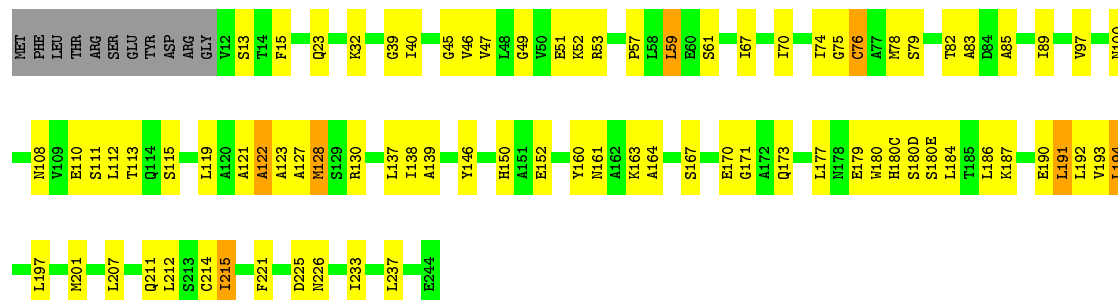 MET PHE LEU THR ARG SER GLU TYR ASP ARG GLY V12 S13 T14 F15 Q23 K32 G39 I40 G45 V46 V47 L48 G49 V50 E51 K52 R53 P57 L58 L59 E60 S61 I67 I70 I74 G75 C76 A77 M78 S79 T82 A83 D84 A85 I89 V97
N108 V109 E110 S111 L112 T113 Q114 S115 L119 A120 A121 A122 A123 A127 M128 S129 R130 L137 I138 A139 Y146 H150 A151 E152 Y160 N161 A162 K163 A164 S167 E170 G171 A172 Q173 L177 N178 E179 W180 H180C S180D S180E L184 T185 L186 K187 E190 L191 L192 V193
L197 M201 L207 Q211 L212 S213 C214 I215 F221 D225 N226 I233 L237 E244